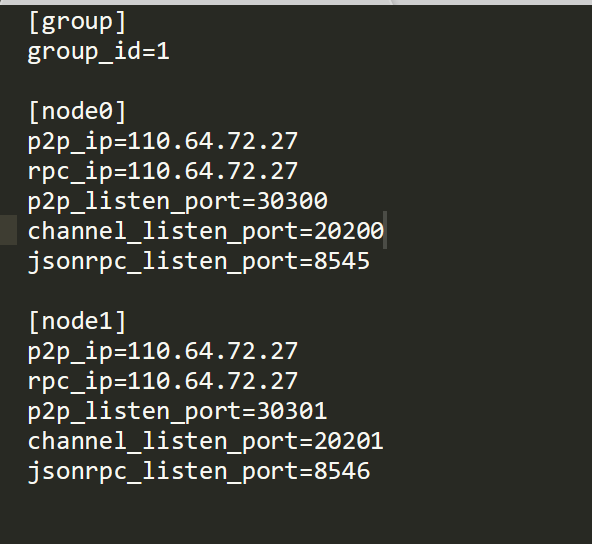 [group]
group_id=1
[node0]
p2p_ip=110.64.72.27
rpc_ip=110.64.72.27
p2p_listen_port=30300
channel_listen_port=20200
jsonrpc_listen_port=8545
[node1]
p2p_ip=110.64.72.27
rpc_ip=110.64.72.27
p2p_listen_port=30301
channel_listen_port=20201
jsonrpc_listen_port=8546